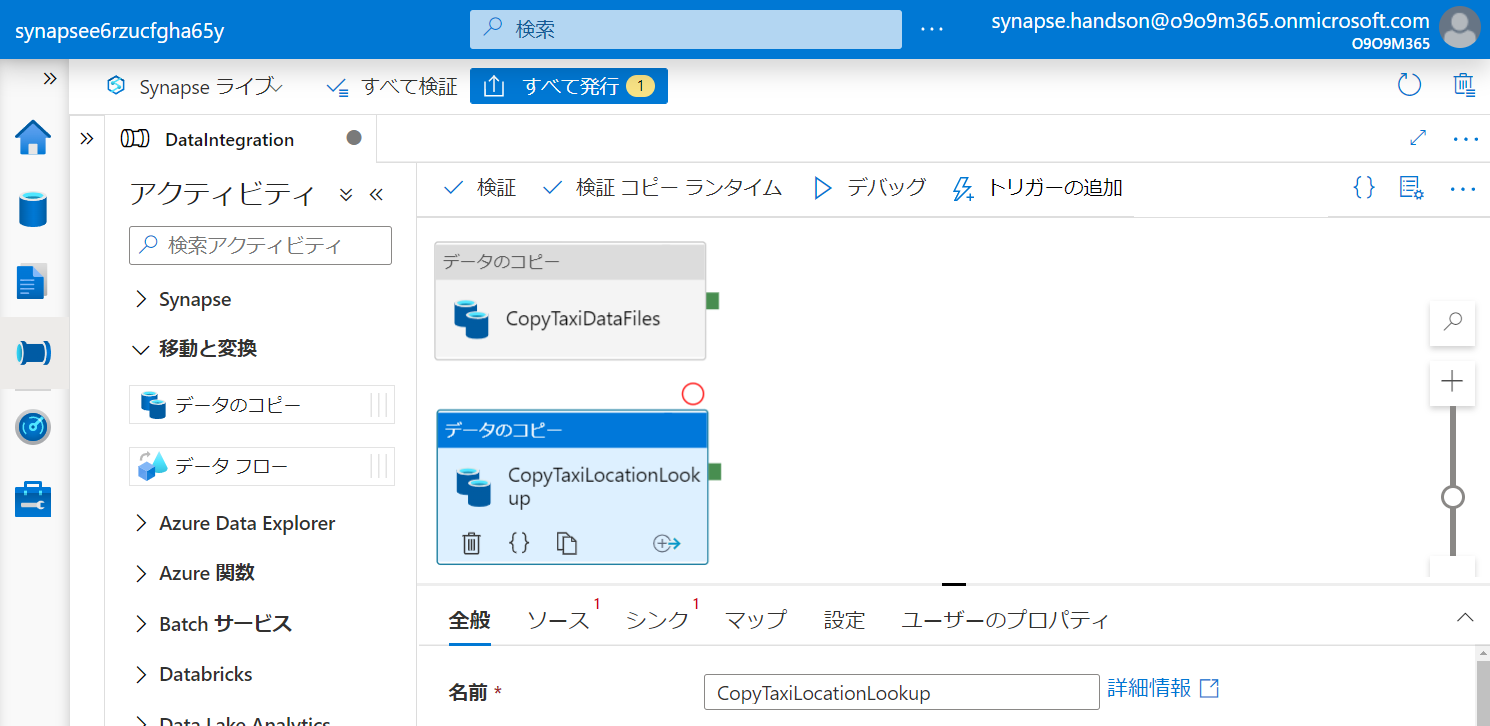 synapsee6rzucfgha65y
検索
synapse.handson@o9o9m365.onmicrosoft.com
O9O9M365
Synapse ライブ
すべて検証
すべて発行 1
DataIntegration
アクティビティ
検索アクティビティ
Synapse
移動と変換
データのコピー
データ フロー
Azure Data Explorer
Azure 関数
Batch サービス
Databricks
Data Lake Analytics
検証
検証 コピー ランタイム
デバッグ
トリガーの追加
データのコピー
CopyTaxiDataFiles
データのコピー
CopyTaxiLocationLook
up
全般
ソース 1
シンク 1
マップ
設定
ユーザーのプロパティ
名前 *
CopyTaxiLocationLookup
詳細情報